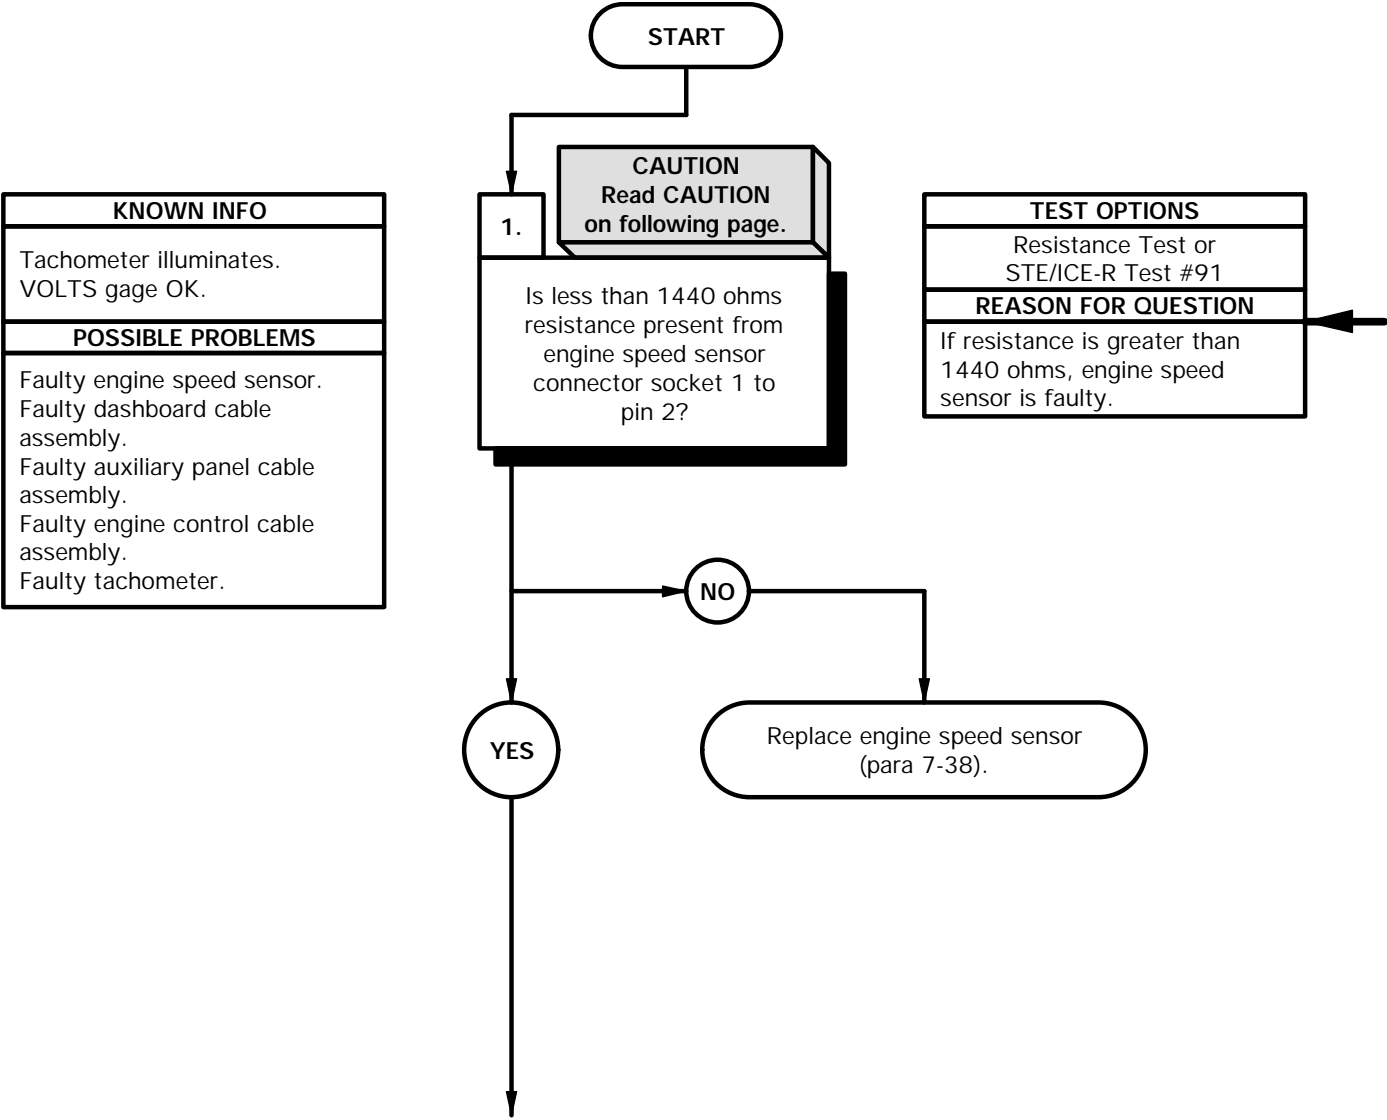 START
CAUTION
Read CAUTION
on following page.
1.
Is less than 1440 ohms
resistance present from
engine speed sensor
connector socket 1 to
pin 2?
KNOWN INFO
Tachometer illuminates.
VOLTS gage OK.
POSSIBLE PROBLEMS
Faulty engine speed sensor.
Faulty dashboard cable
assembly.
Faulty auxiliary panel cable
assembly.
Faulty engine control cable
assembly.
Faulty tachometer.
TEST OPTIONS
Resistance Test or
STE/ICE-R Test #91
REASON FOR QUESTION
If resistance is greater than
1440 ohms, engine speed
sensor is faulty.
NO
YES
Replace engine speed sensor
(para 7-38).